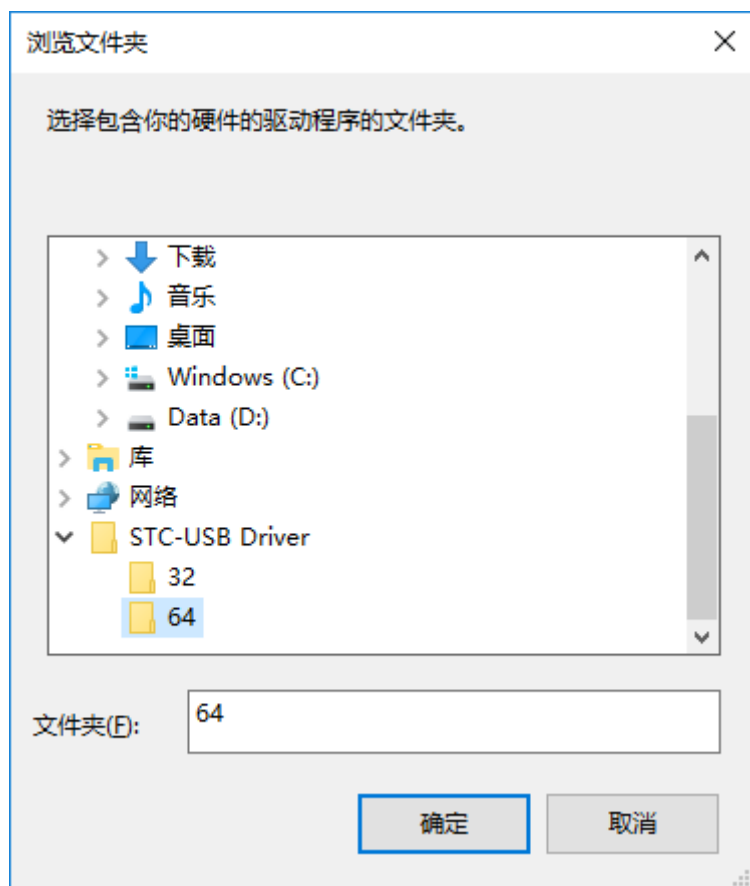 浏览文件夹
选择包含你的硬件的驱动程序的文件夹。
下载
音乐
桌面
Windows (C:)
Data (D:)
库
网络
STC-USB Driver
32
64
文件夹(F): 64
确定 取消